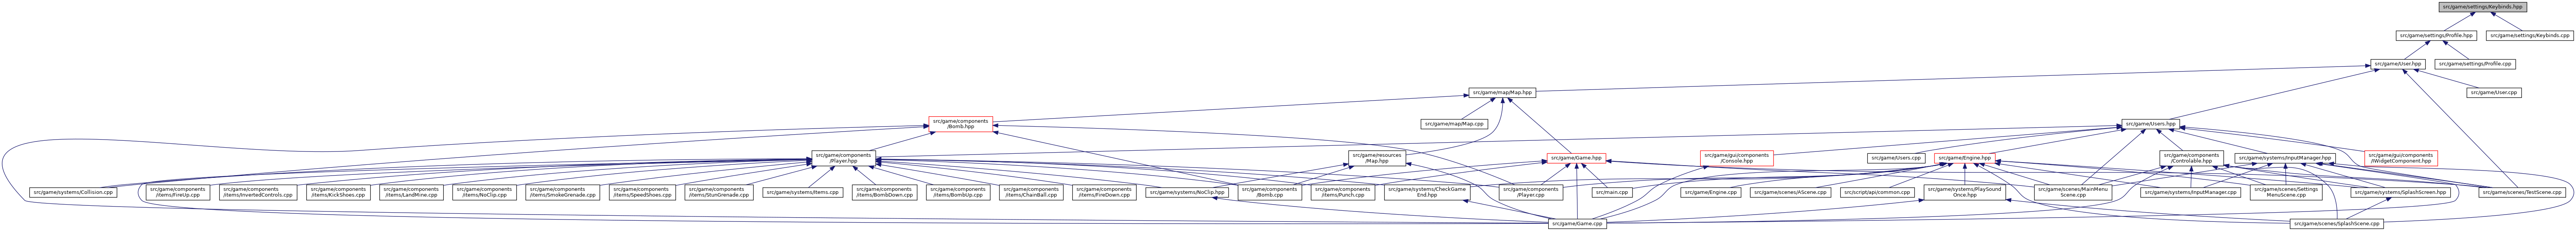 src/game/settings/Keybinds.hpp
src/game/settings/Profile.hpp
src/game/settings/Keybinds.cpp
src/game/User.hpp
src/game/settings/Profile.cpp
src/game/map/Map.hpp
src/game/User.cpp
src/game/components
/Bomb.hpp
src/game/map/Map.cpp
src/game/Users.hpp
src/game/components
/Player.hpp
src/game/resources
/Map.hpp
src/game/Game.hpp
src/game/gui/components
/Console.hpp
src/game/Users.cpp
src/game/Engine.hpp
src/game/components
/Controlable.hpp
src/game/systems/InputManager.hpp
src/game/gui/components
/IWidgetComponent.hpp
src/game/systems/Collision.cpp
src/game/components
/items/FireUp.cpp
src/game/components
/items/InvertedControls.cpp
src/game/components
/items/KickShoes.cpp
src/game/components
/items/LandMine.cpp
src/game/components
/items/NoClip.cpp
src/game/components
/items/SmokeGrenade.cpp
src/game/components
/items/SpeedShoes.cpp
src/game/components
/items/StunGrenade.cpp
src/game/systems/Items.cpp
src/game/components
/items/BombDown.cpp
src/game/components
/items/BombUp.cpp
src/game/components
/items/ChainBall.cpp
src/game/components
/items/FireDown.cpp
src/game/systems/NoClip.hpp
src/game/components
/Bomb.cpp
src/game/components
/items/Punch.cpp
src/game/systems/CheckGame
End.hpp
src/game/components
/Player.cpp
src/main.cpp
src/game/Engine.cpp
src/game/scenes/AScene.cpp
src/script/api/common.cpp
src/game/systems/PlaySound
Once.hpp
src/game/scenes/MainMenu
Scene.cpp
src/game/systems/InputManager.cpp
src/game/scenes/Settings
MenuScene.cpp
src/game/systems/SplashScreen.hpp
src/game/scenes/TestScene.cpp
src/game/Game.cpp
src/game/scenes/SplashScene.cpp